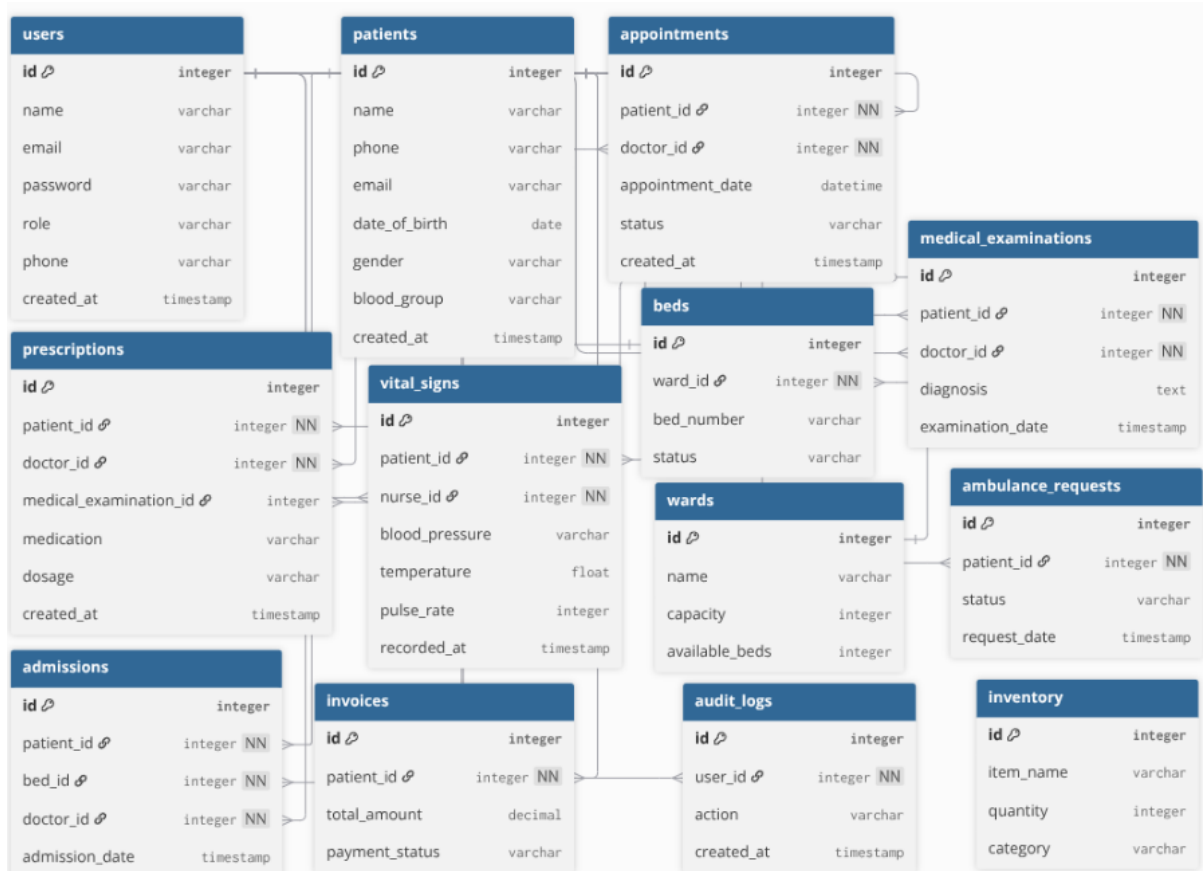 users
id integer
name varchar
email varchar
password varchar
role varchar
phone varchar
created_at timestamp
patients
id integer
name varchar
phone varchar
email varchar
date_of_birth date
gender varchar
blood_group varchar
created_at timestamp
appointments
id integer
patient_id integer NN
doctor_id integer NN
appointment_date datetime
status varchar
created_at timestamp
medical_examinations
id integer
patient_id integer NN
doctor_id integer NN
diagnosis text
examination_date timestamp
beds
id integer
ward_id integer NN
bed_number varchar
status varchar
prescriptions
id integer
patient_id integer NN
doctor_id integer NN
medical_examination_id integer
medication varchar
dosage varchar
created_at timestamp
vital_signs
id integer
patient_id integer NN
nurse_id integer NN
blood_pressure varchar
temperature float
pulse_rate integer
recorded_at timestamp
wards
id integer
name varchar
capacity integer
available_beds integer
ambulance_requests
id integer
patient_id integer NN
status varchar
request_date timestamp
admissions
id integer
patient_id integer NN
bed_id integer NN
doctor_id integer NN
admission_date timestamp
invoices
id integer
patient_id integer NN
total_amount decimal
payment_status varchar
audit_logs
id integer
user_id integer NN
action varchar
created_at timestamp
inventory
id integer
item_name varchar
quantity integer
category varchar